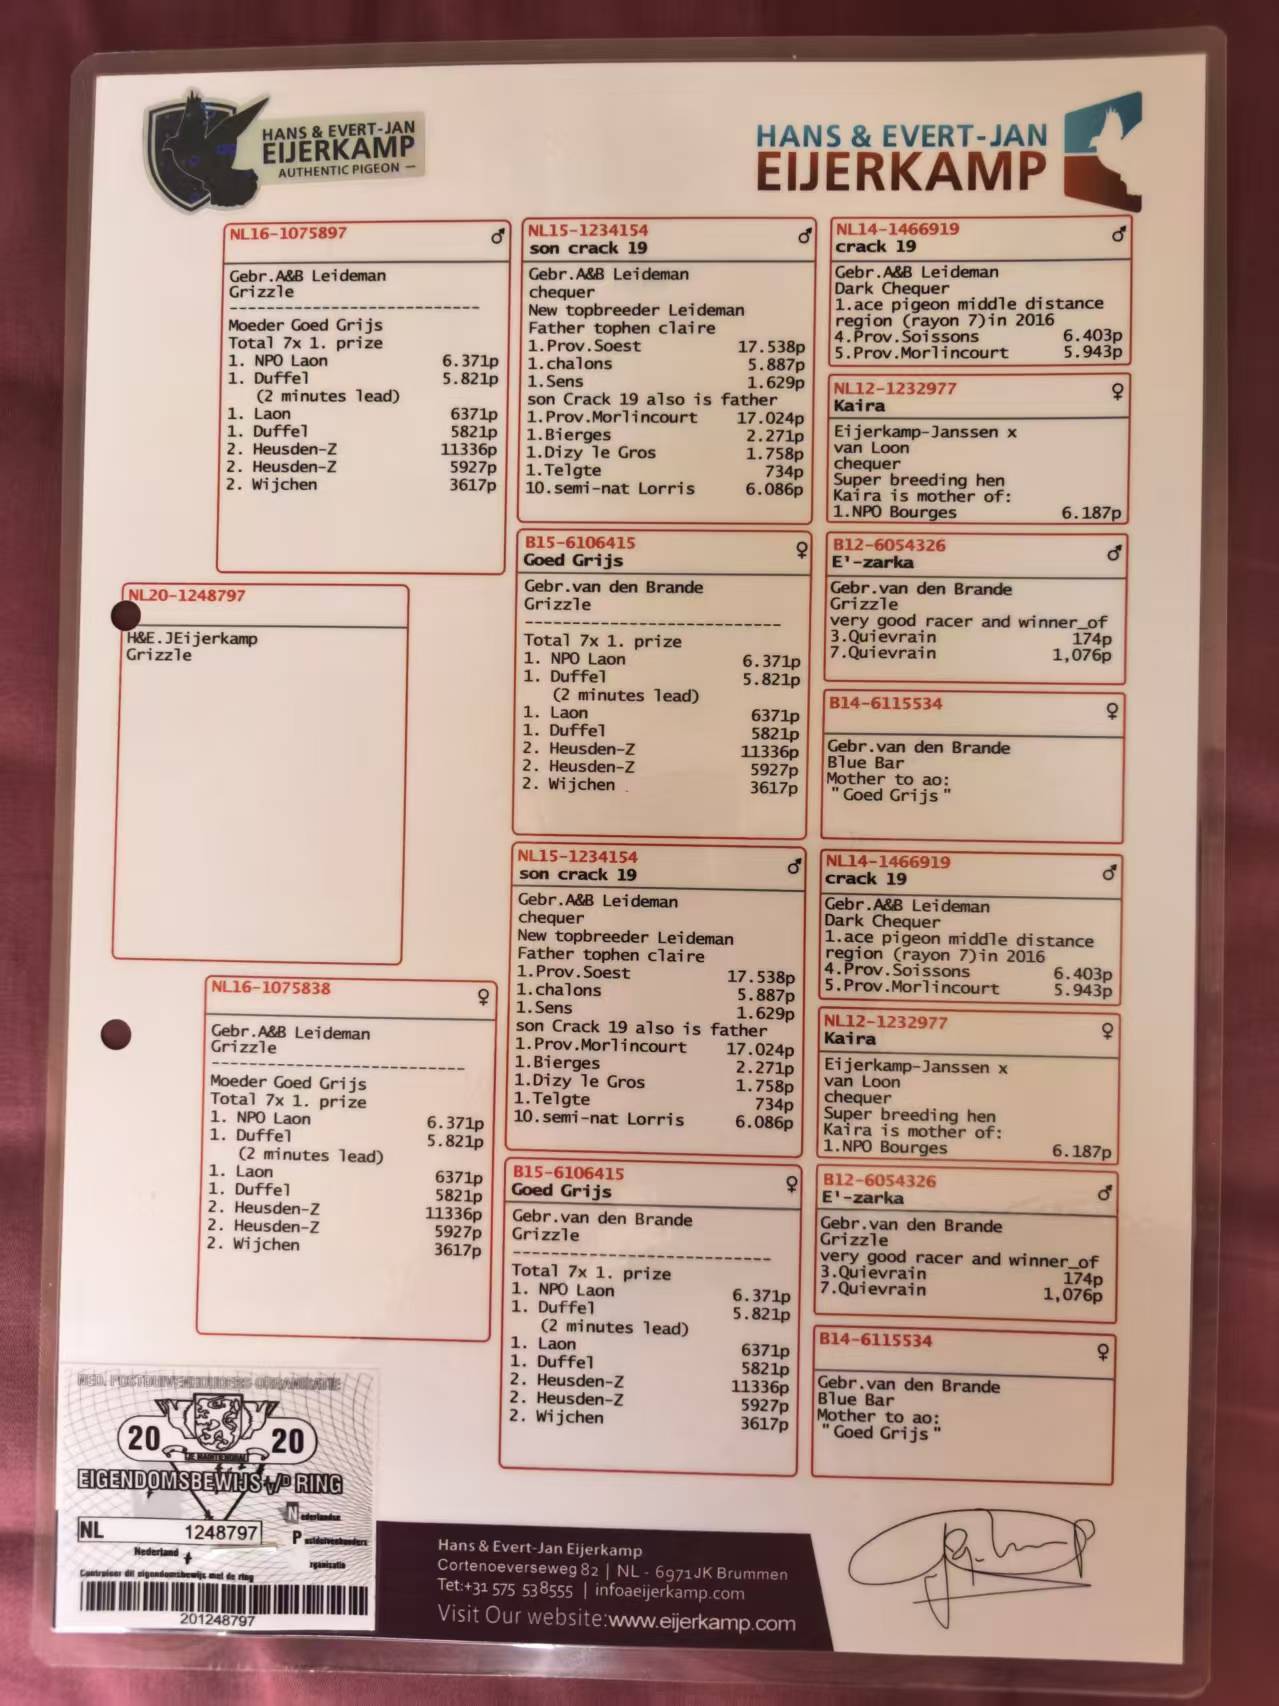 HANS & EVERT-JAN
EIJERKAMP
AUTHENTIC PIGEON
HANS & EVERT-JAN
EIJERKAMP
NL16-1075897 ♂
Gebr.A&B Leideman
Grizzle
----------------------------
Moeder Goed Grijs
Total 7x 1. prize
1. NPO Laon 6.371p
1. Duffel 5.821p
(2 minutes lead)
1. Laon 6371p
1. Duffel 5821p
2. Heusden-Z 11336p
2. Heusden-Z 5927p
2. Wijchen 3617p
NL20-1248797
H&E.JEijerkamp
Grizzle
NL16-1075838 ♀
Gebr.A&B Leideman
Grizzle
----------------------------
Moeder Goed Grijs
Total 7x 1. prize
1. NPO Laon 6.371p
1. Duffel 5.821p
(2 minutes lead)
1. Laon 6371p
1. Duffel 5821p
2. Heusden-Z 11336p
2. Heusden-Z 5927p
2. Wijchen 3617p
NL15-1234154 ♂
son crack 19
Gebr.A&B Leideman
chequer
New topbreeder Leideman
Father tophen claire
1.Prov.Soest 17.538p
1.chalons 5.887p
1.Sens 1.629p
son Crack 19 also is father
1.Prov.Morlincourt 17.024p
1.Bierges 2.271p
1.Dizy le Gros 1.758p
1.Telgte 734p
10.semi-nat Lorris 6.086p
B15-6106415 ♀
Goed Grijs
Gebr.van den Brande
Grizzle
----------------------------
Total 7x 1. prize
1. NPO Laon 6.371p
1. Duffel 5.821p
(2 minutes lead)
1. Laon 6371p
1. Duffel 5821p
2. Heusden-Z 11336p
2. Heusden-Z 5927p
2. Wijchen 3617p
NL15-1234154 ♂
son crack 19
Gebr.A&B Leideman
chequer
New topbreeder Leideman
Father tophen claire
1.Prov.Soest 17.538p
1.chalons 5.887p
1.Sens 1.629p
son Crack 19 also is father
1.Prov.Morlincourt 17.024p
1.Bierges 2.271p
1.Dizy le Gros 1.758p
1.Telgte 734p
10.semi-nat Lorris 6.086p
B15-6106415 ♀
Goed Grijs
Gebr.van den Brande
Grizzle
----------------------------
Total 7x 1. prize
1. NPO Laon 6.371p
1. Duffel 5.821p
(2 minutes lead)
1. Laon 6371p
1. Duffel 5821p
2. Heusden-Z 11336p
2. Heusden-Z 5927p
2. Wijchen 3617p
NL14-1466919 ♂
crack 19
Gebr.A&B Leideman
Dark Chequer
1.ace pigeon middle distance
region (rayon 7)in 2016
4.Prov.Soissons 6.403p
5.Prov.Morlincourt 5.943p
NL12-1232977 ♀
Kaira
Eijerkamp-Janssen x
van Loon
chequer
Super breeding hen
Kaira is mother of:
1.NPO Bourges 6.187p
B12-6054326 ♂
E'-zarka
Gebr.van den Brande
Grizzle
very good racer and winner_of
3.Quievrain 174p
7.Quievrain 1,076p
B14-6115534 ♀
Gebr.van den Brande
Blue Bar
Mother to ao:
"Goed Grijs"
NL14-1466919 ♂
crack 19
Gebr.A&B Leideman
Dark Chequer
1.ace pigeon middle distance
region (rayon 7)in 2016
4.Prov.Soissons 6.403p
5.Prov.Morlincourt 5.943p
NL12-1232977 ♀
Kaira
Eijerkamp-Janssen x
van Loon
chequer
Super breeding hen
Kaira is mother of:
1.NPO Bourges 6.187p
B12-6054326 ♂
E'-zarka
Gebr.van den Brande
Grizzle
very good racer and winner_of
3.Quievrain 174p
7.Quievrain 1,076p
B14-6115534 ♀
Gebr.van den Brande
Blue Bar
Mother to ao:
"Goed Grijs"
NED. POSTDUIVENHOUDERS ORGANISATIE
20 20
JE MAINTIENDRAI
EIGENDOMSBEWIJS V/D RING
NL 1248797
Nederland
Nederlandse
Postduivenhouders
rganisatie
Controleer dit eigendomsbewijs met de ring
201248797
Hans & Evert-Jan Eijerkamp
Cortenoeverseweg 82 | NL - 6971JK Brummen
Tel:+31 575 538555 | infoaeijerkamp.com
Visit Our website:www.eijerkamp.com